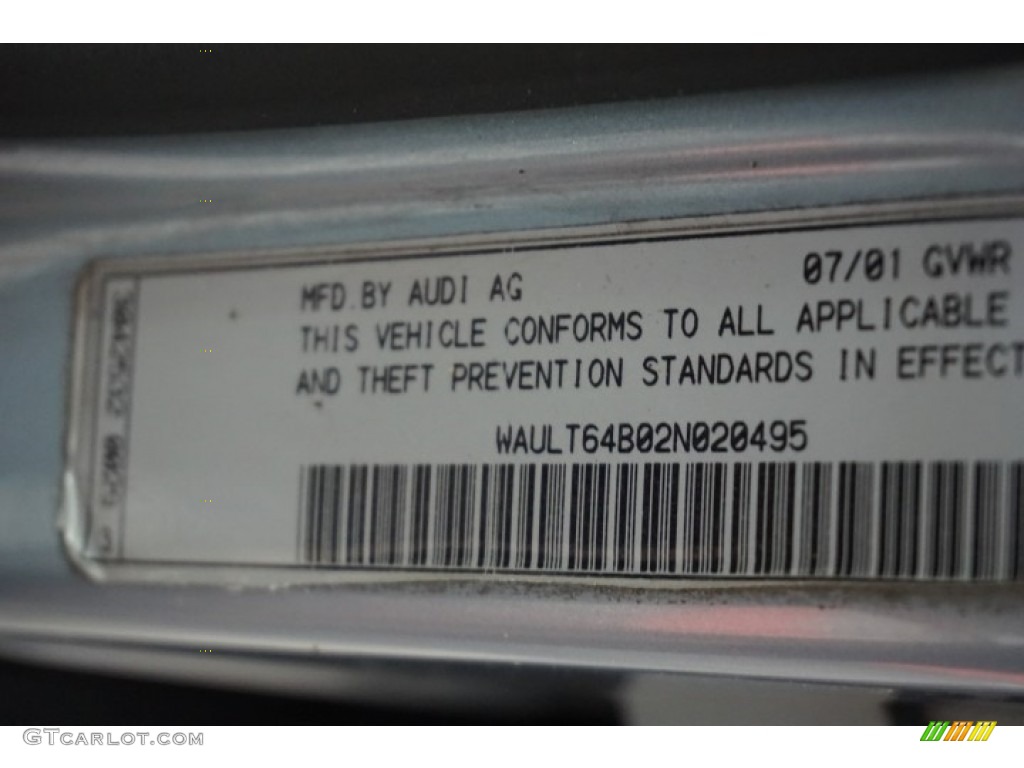 MFD.BY AUDI AG 07/01 GVWR
THIS VEHICLE CONFORMS TO ALL APPLICABLE
AND THEFT PREVENTION STANDARDS IN EFFECT
WAULT64B02N020495
GTCARLOT.COM